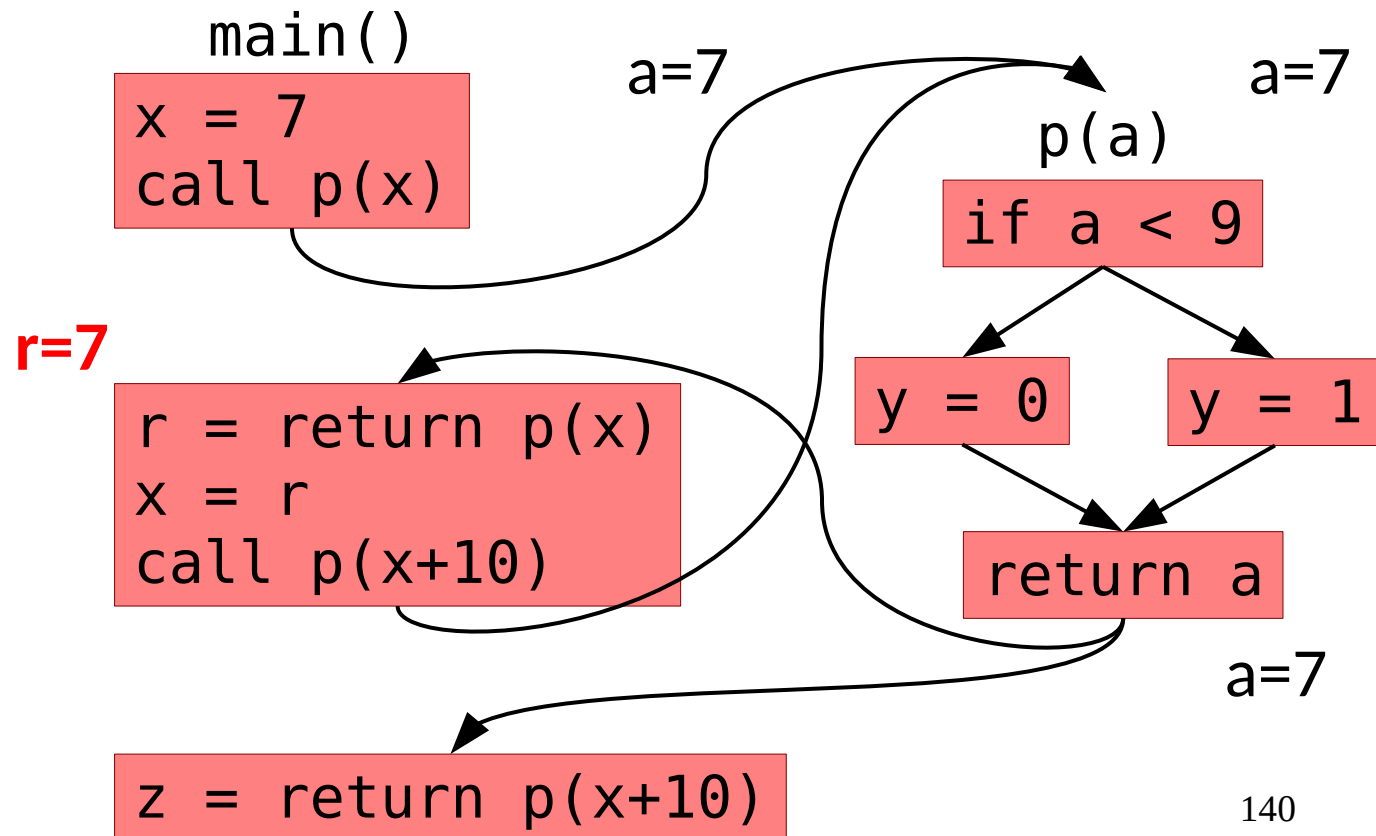 main()
x = 7
call p(x)
a=7
a=7
p(a)
if a < 9
r=7
r = return p(x)
x = r
call p(x+10)
y = 0
y = 1
return a
a=7
z = return p(x+10)
140